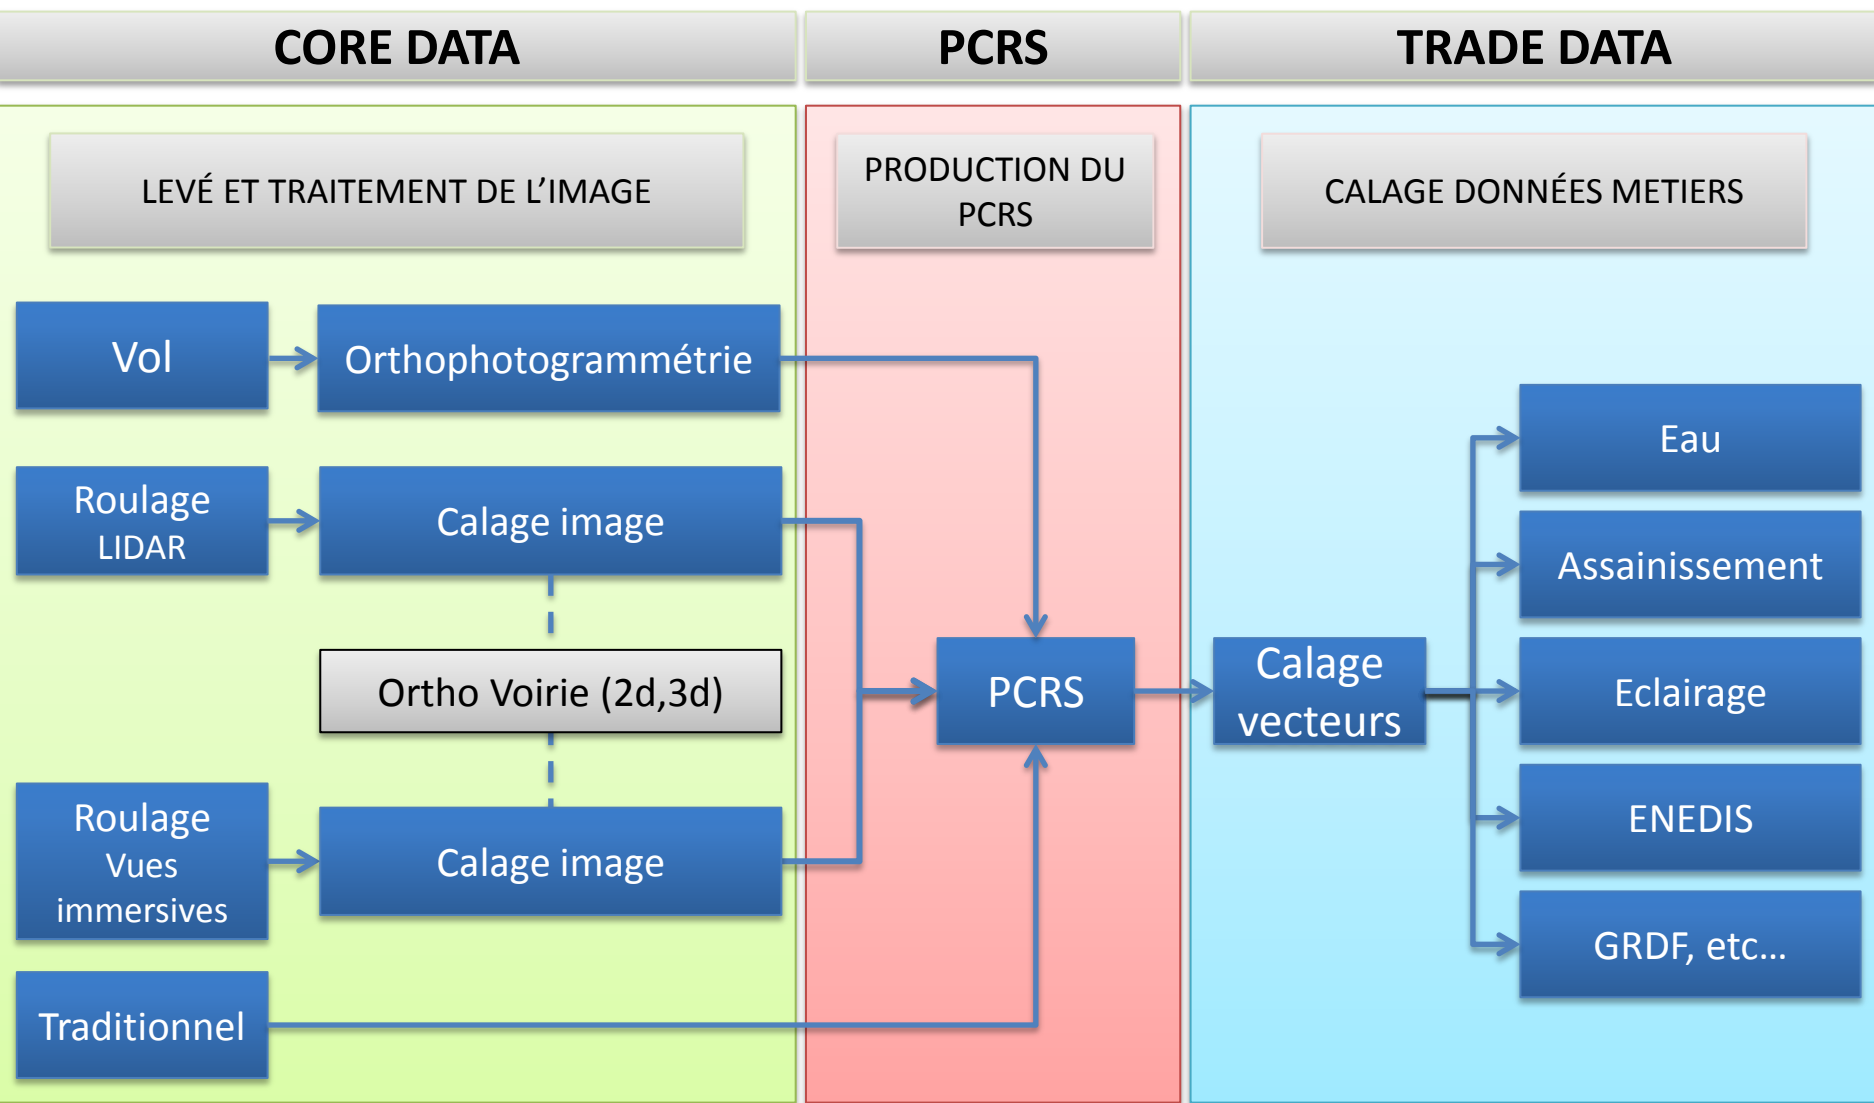 CORE DATA
PCRS
TRADE DATA
LEVÉ ET TRAITEMENT DE L’IMAGE
PRODUCTION DU
PCRS
CALAGE DONNÉES METIERS
Vol
Orthophotogrammétrie
Roulage
LIDAR
Calage image
Ortho Voirie (2d,3d)
Roulage
Vues
immersives
Calage image
Traditionnel
PCRS
Calage
vecteurs
Eau
Assainissement
Eclairage
ENEDIS
GRDF, etc...